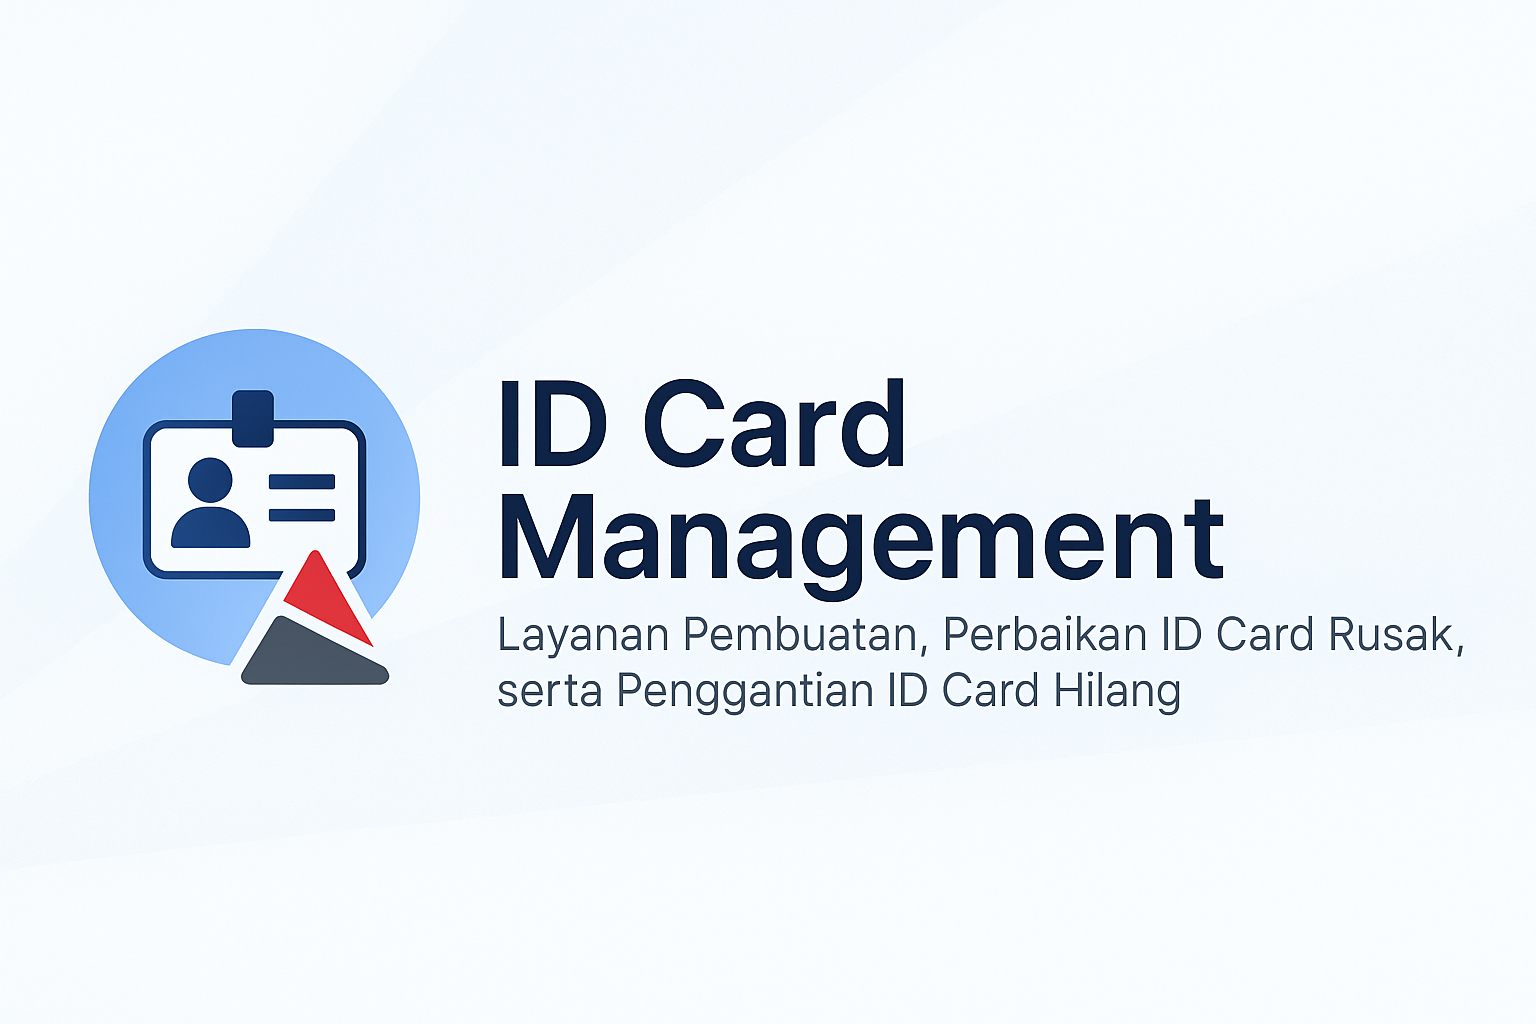 ID Card
Management
Layanan Pembuatan, Perbaikan ID Card Rusak,
serta Penggantian ID Card Hilang